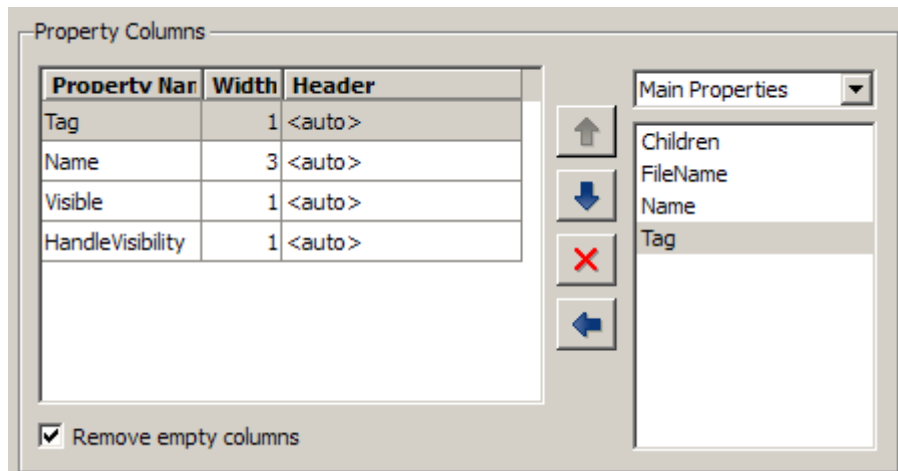 Property Columns
Property Nar Width Header
Tag 1 <auto>
Name 3 <auto>
Visible 1 <auto>
HandleVisibility 1 <auto>
Remove empty columns
Main Properties
Children
FileName
Name
Tag